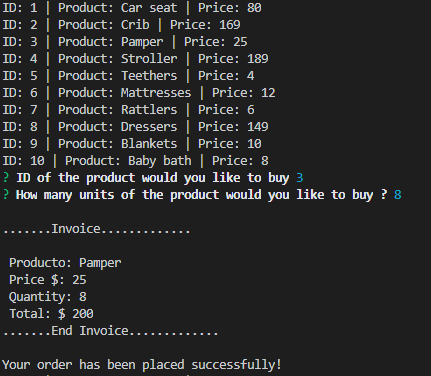 ID: 1 | Product: Car seat | Price: 80
ID: 2 | Product: Crib | Price: 169
ID: 3 | Product: Pamper | Price: 25
ID: 4 | Product: Stroller | Price: 189
ID: 5 | Product: Teethers | Price: 4
ID: 6 | Product: Mattresses | Price: 12
ID: 7 | Product: Rattlers | Price: 6
ID: 8 | Product: Dressers | Price: 149
ID: 9 | Product: Blankets | Price: 10
ID: 10 | Product: Baby bath | Price: 8
? ID of the product would you like to buy 3
? How many units of the product would you like to buy ? 8
.......Invoice.............
Producto: Pamper
Price $: 25
Quantity: 8
Total: $ 200
.......End Invoice.............
Your order has been placed successfully!